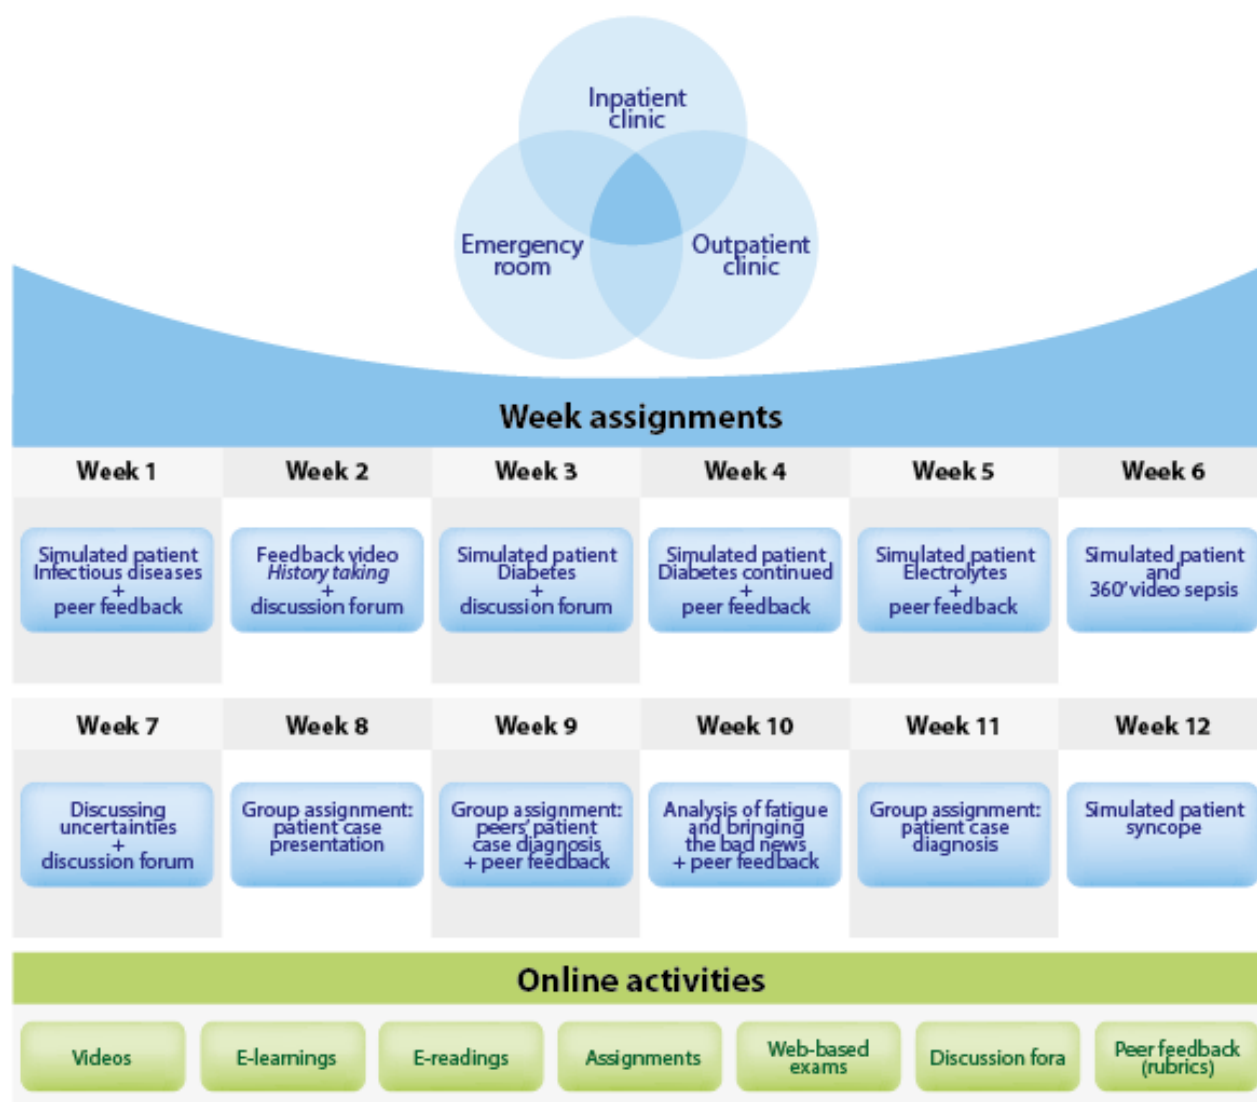 Inpatient
clinic
Emergency
room
Outpatient
clinic
Week assignments
Week 1
Week 2
Week 3
Week 4
Week 5
Week 6
Simulated patient
Infectious diseases
+
peer feedback
Feedback video
History taking
+
discussion forum
Simulated patient
Diabetes
+
discussion forum
Simulated patient
Diabetes continued
+
peer feedback
Simulated patient
Electrolytes
+
peer feedback
Simulated patient
and
360' video sepsis
Week 7
Week 8
Week 9
Week 10
Week 11
Week 12
Discussing
uncertainties
+
discussion forum
Group assignment:
patient case
presentation
Group assignment:
peers' patient
case diagnosis
+ peer feedback
Analysis of fatigue
and bringing
the bad news
+ peer feedback
Group assignment:
patient case
diagnosis
Simulated patient
syncope
Online activities
Videos
E-learnings
E-readings
Assignments
Web-based
exams
Discussion fora
Peer feedback
(rubrics)